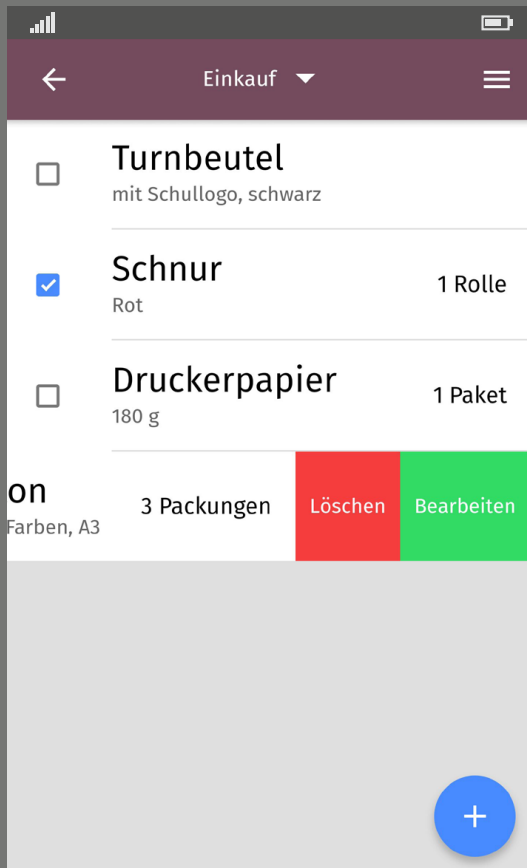 Einkauf
Turnbeutel
mit Schullogo, schwarz
Schnur
1 Rolle
Rot
Druckerpapier
1 Paket
180 g
on
3 Packungen
Löschen
Bearbeiten
Farben, A3